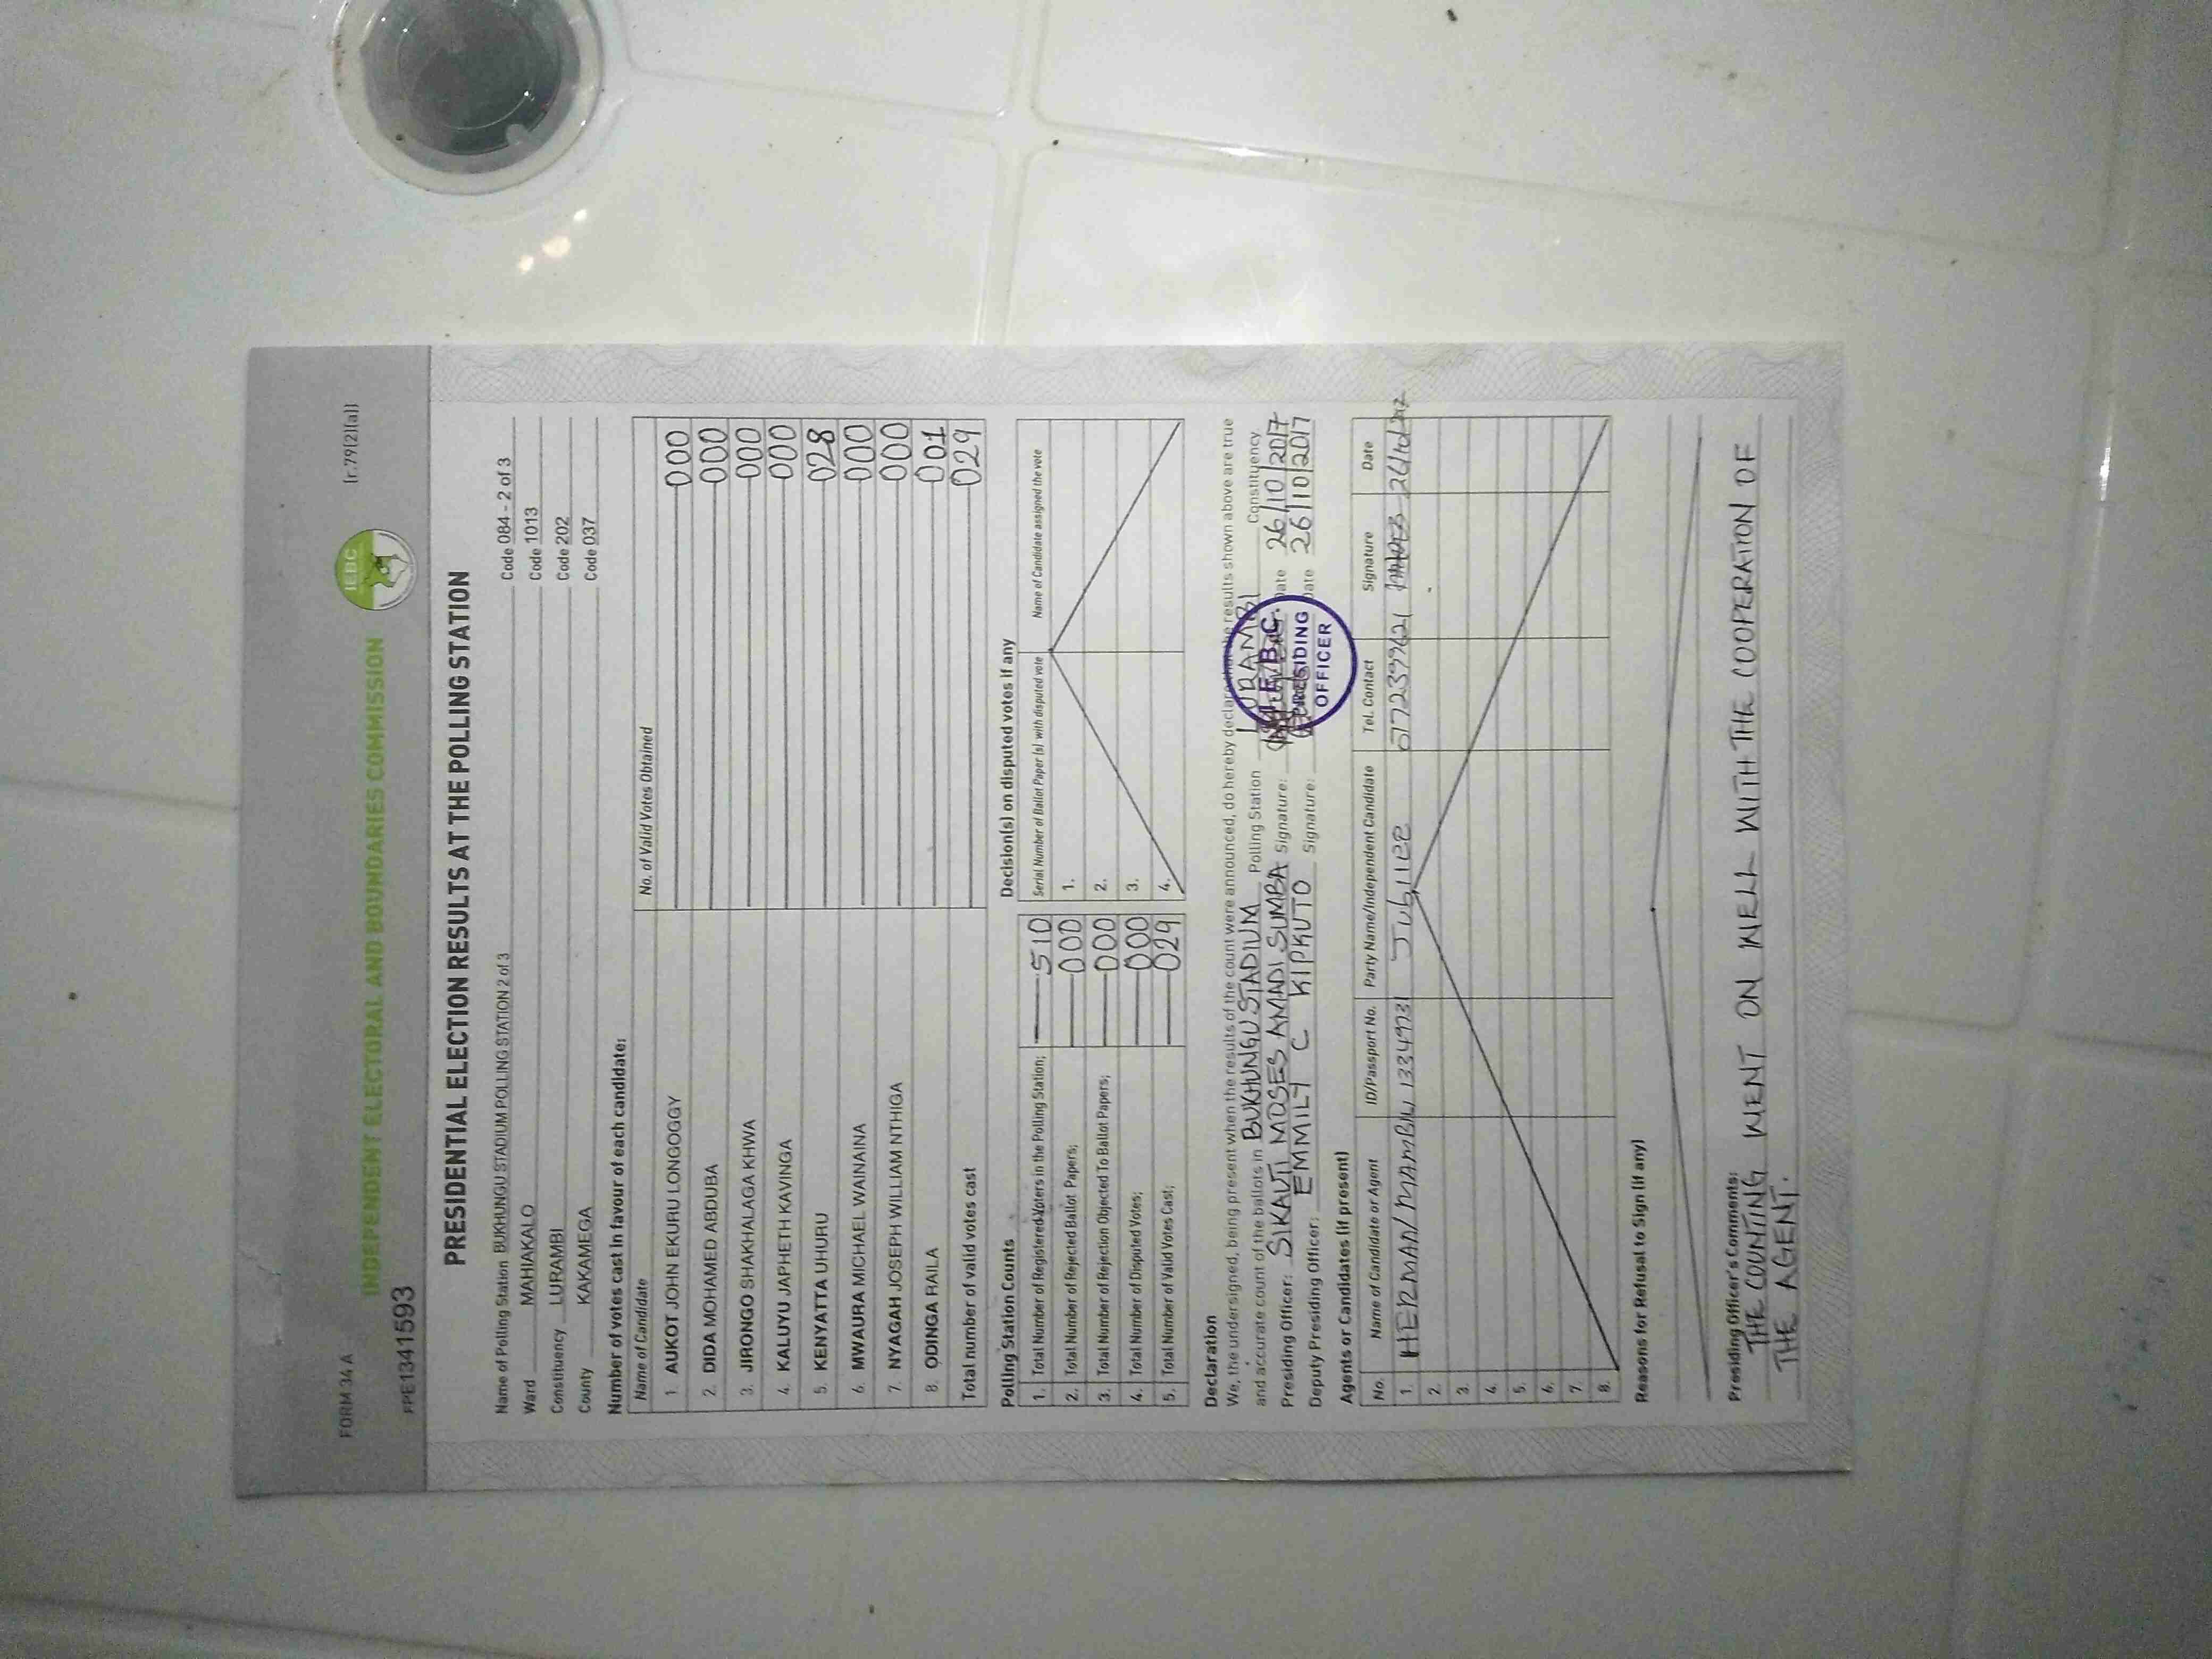 FORM 34 A
[r.79(2)(a)]
IEBC
INDEPENDENT ELECTORAL AND BOUNDARIES COMMISSION
PPE1341593
PRESIDENTIAL ELECTION RESULTS AT THE POLLING STATION
Name of Polling Station BUKHUNGU STADIUM POLLING STATION 2 of 3 Code 084 - 2 of 3
Ward MAHIAKALO Code 1013
Constituency LURAMBI Code 202
County KAKAMEGA Code 037
Number of votes cast in favour of each candidate:
Name of Candidate No. of Valid Votes Obtained
1. AUKOT JOHN EKURU LONGOGGY 000
2. DIDA MOHAMED ABDUBA 000
3. JIRONGO SHAKHALAGA KHWA 000
4. KALUYU JAPHETH KAVINGA 000
5. KENYATTA UHURU 028
6. MWAURA MICHAEL WAINAINA 000
7. NYAGAH JOSEPH WILLIAM NTHIGA 000
8. ODINGA RAILA 001
Total number of valid votes cast 029
Polling Station Counts
1. Total Number of Registered Voters in the Polling Station; 510
2. Total Number of Rejected Ballot Papers; 000
3. Total Number of Rejection Objected To Ballot Papers; 000
4. Total Number of Disputed Votes; 000
5. Total Number of Valid Votes Cast; 029
Decision(s) on disputed votes if any
Serial Number of Ballot Paper (s) with disputed vote Name of Candidate assigned the vote
1.
2.
3.
4.
Declaration
We, the undersigned, being present when the results of the count were announced, do hereby declare that the results shown above are true
and accurate count of the ballots in BUKHUNGU STADIUM Polling Station LURAMBI Constituency.
Presiding Officer: SIKAUTI MOSES AMADI SUMBA Signature: Date 26/10/2017
Deputy Presiding Officer: EMMILY C KIPKUTO Signature: Date 26/10/2017
I.E.B.C.
PRESIDING
OFFICER
Agents or Candidates (if present)
No. Name of Candidate or Agent ID/Passport No. Party Name/Independent Candidate Tel. Contact Signature Date
1. HERMAN Jubilee
2.
3.
4.
5.
6.
7.
8.
Reasons for Refusal to Sign (if any)
Presiding Officer's Comments:
THE COUNTING WENT ON WELL WITH THE COOPERATION OF
THE AGENT.